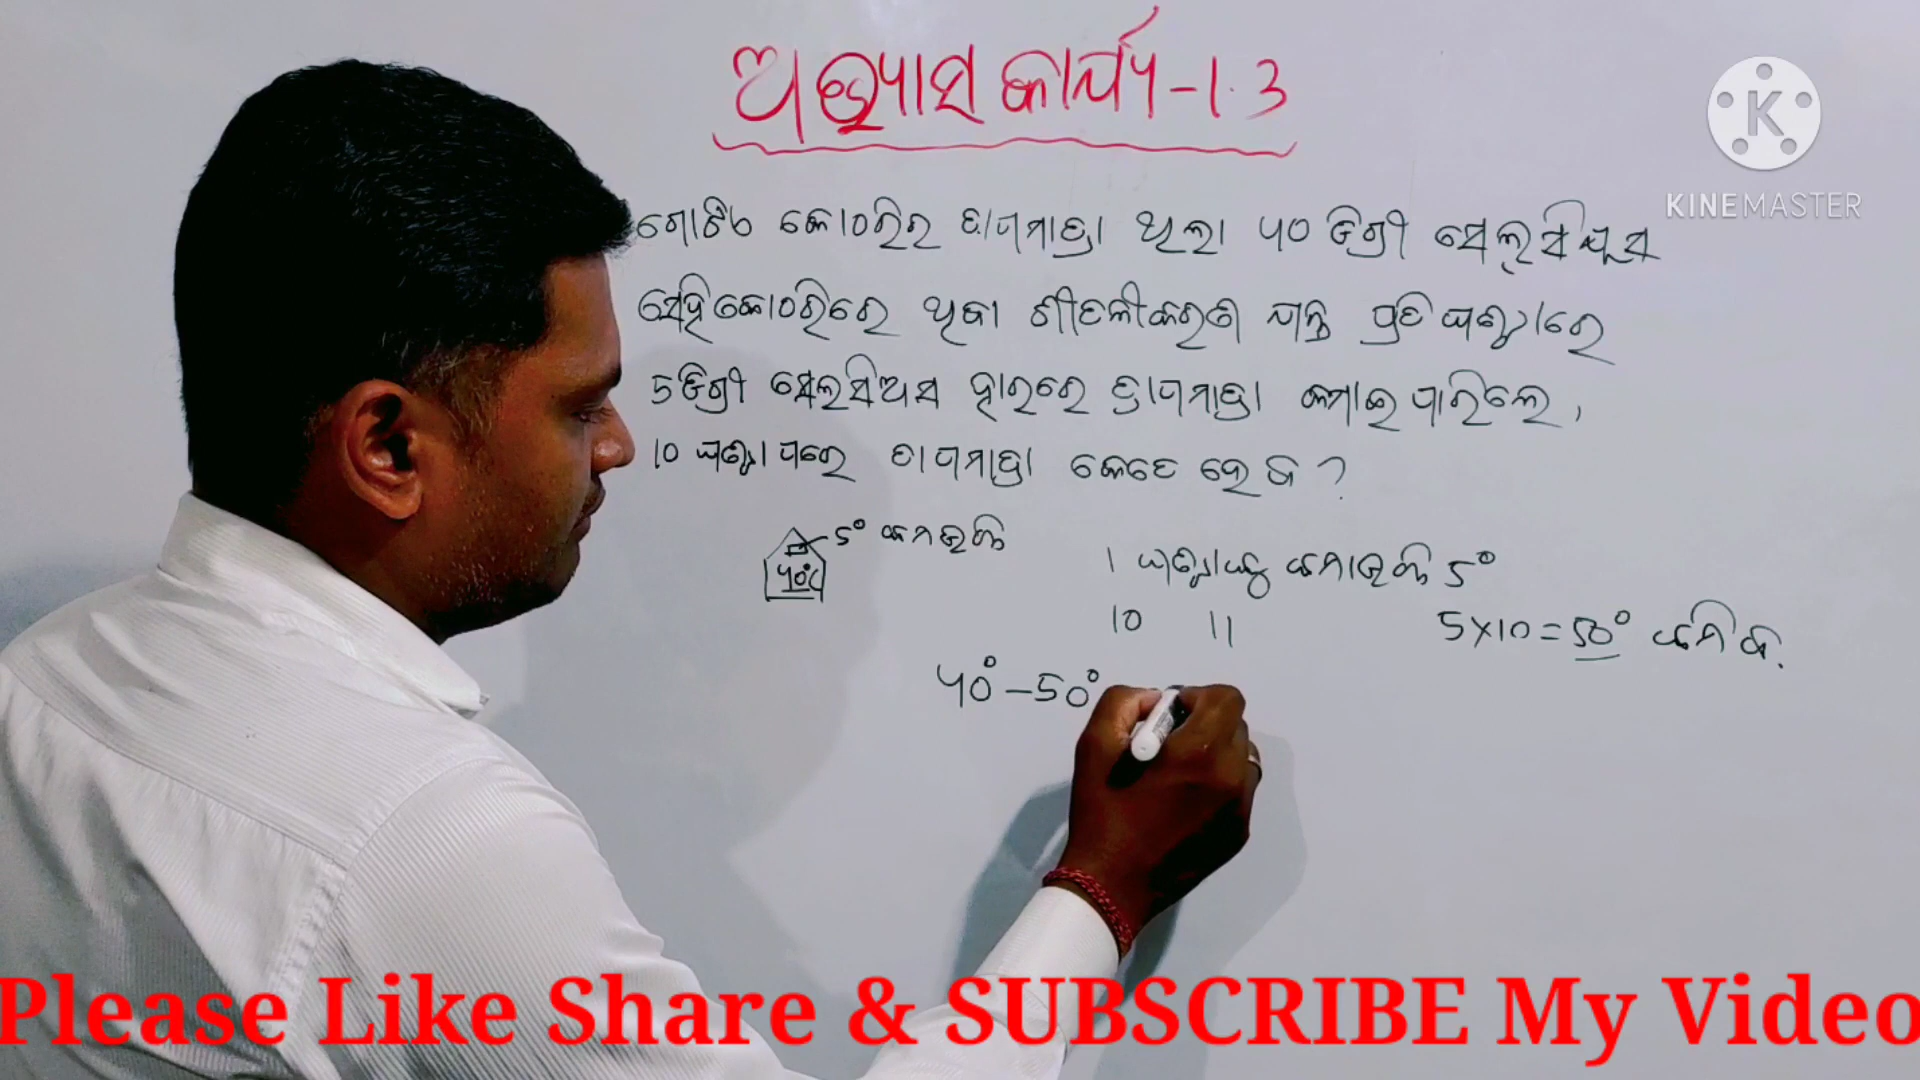 ଅଭ୍ୟାସ କାର୍ଯ୍ୟ-1.3
K
KINEMASTER
ଗୋଟିଏ କୋଠରିର ତାପମାତ୍ରା ଥିଲା 40 ଡିଗ୍ରୀ ସେଲ୍ସିୟସ
ସେହି କୋଠରିରେ ଥିବା ଶୀତଳୀକରଣ ଯନ୍ତ୍ର ପ୍ରତି ଘଣ୍ଟାରେ
5 ଡିଗ୍ରୀ ସେଲସିଅସ ହାରରେ ତାପମାତ୍ରା କମାଇ ପାରିଲେ,
10 ଘଣ୍ଟା ପରେ ତାପମାତ୍ରା କେତେ ହେବ ?
5° କମାଉଛି
40°C
1 ଘଣ୍ଟାକୁ କମାଉଛି 5°
10 11 5×10=50° କମିବ.
40°-50°
Please Like Share & SUBSCRIBE My Video